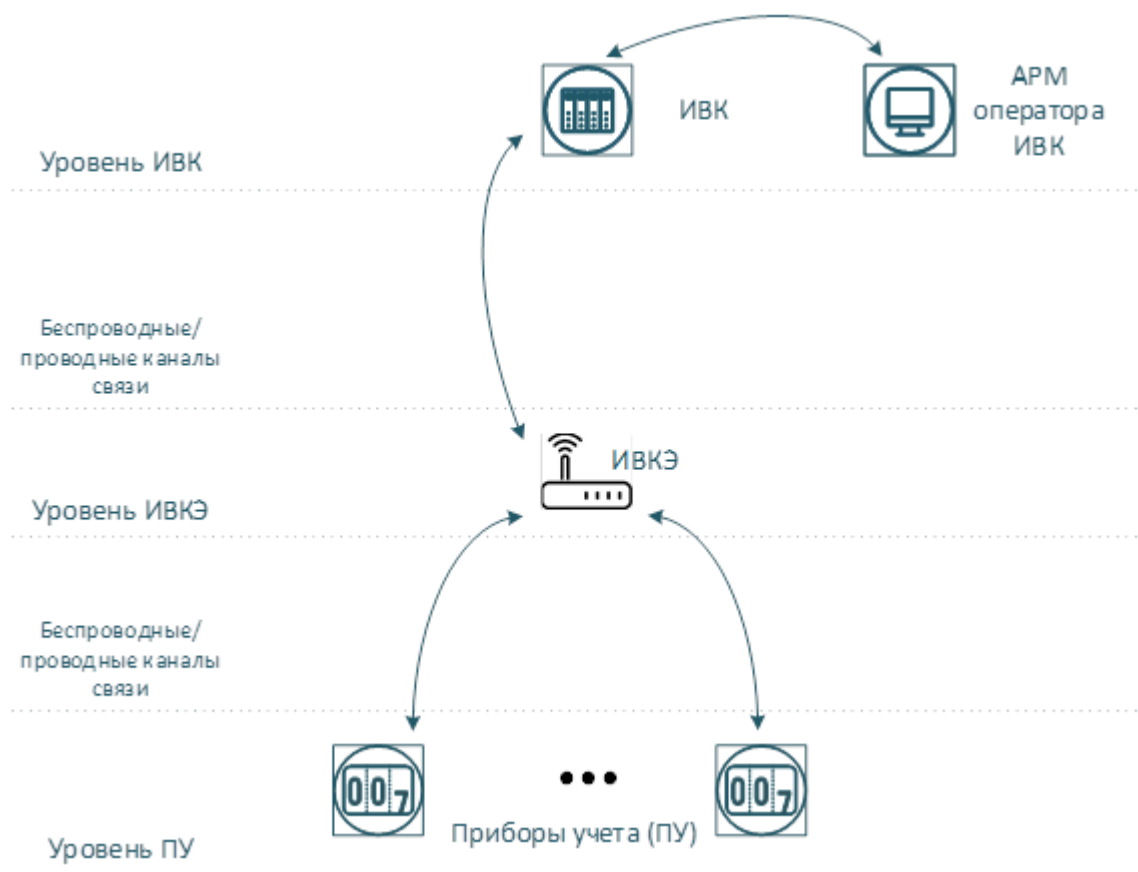 АРМ
оператора
ИВК
ИВК
Уровень ИВК
Беспроводные/
проводные каналы
связи
ИВКЭ
Уровень ИВКЭ
Беспроводные/
проводные каналы
связи
007
007
Приборы учета (ПУ)
Уровень ПУ